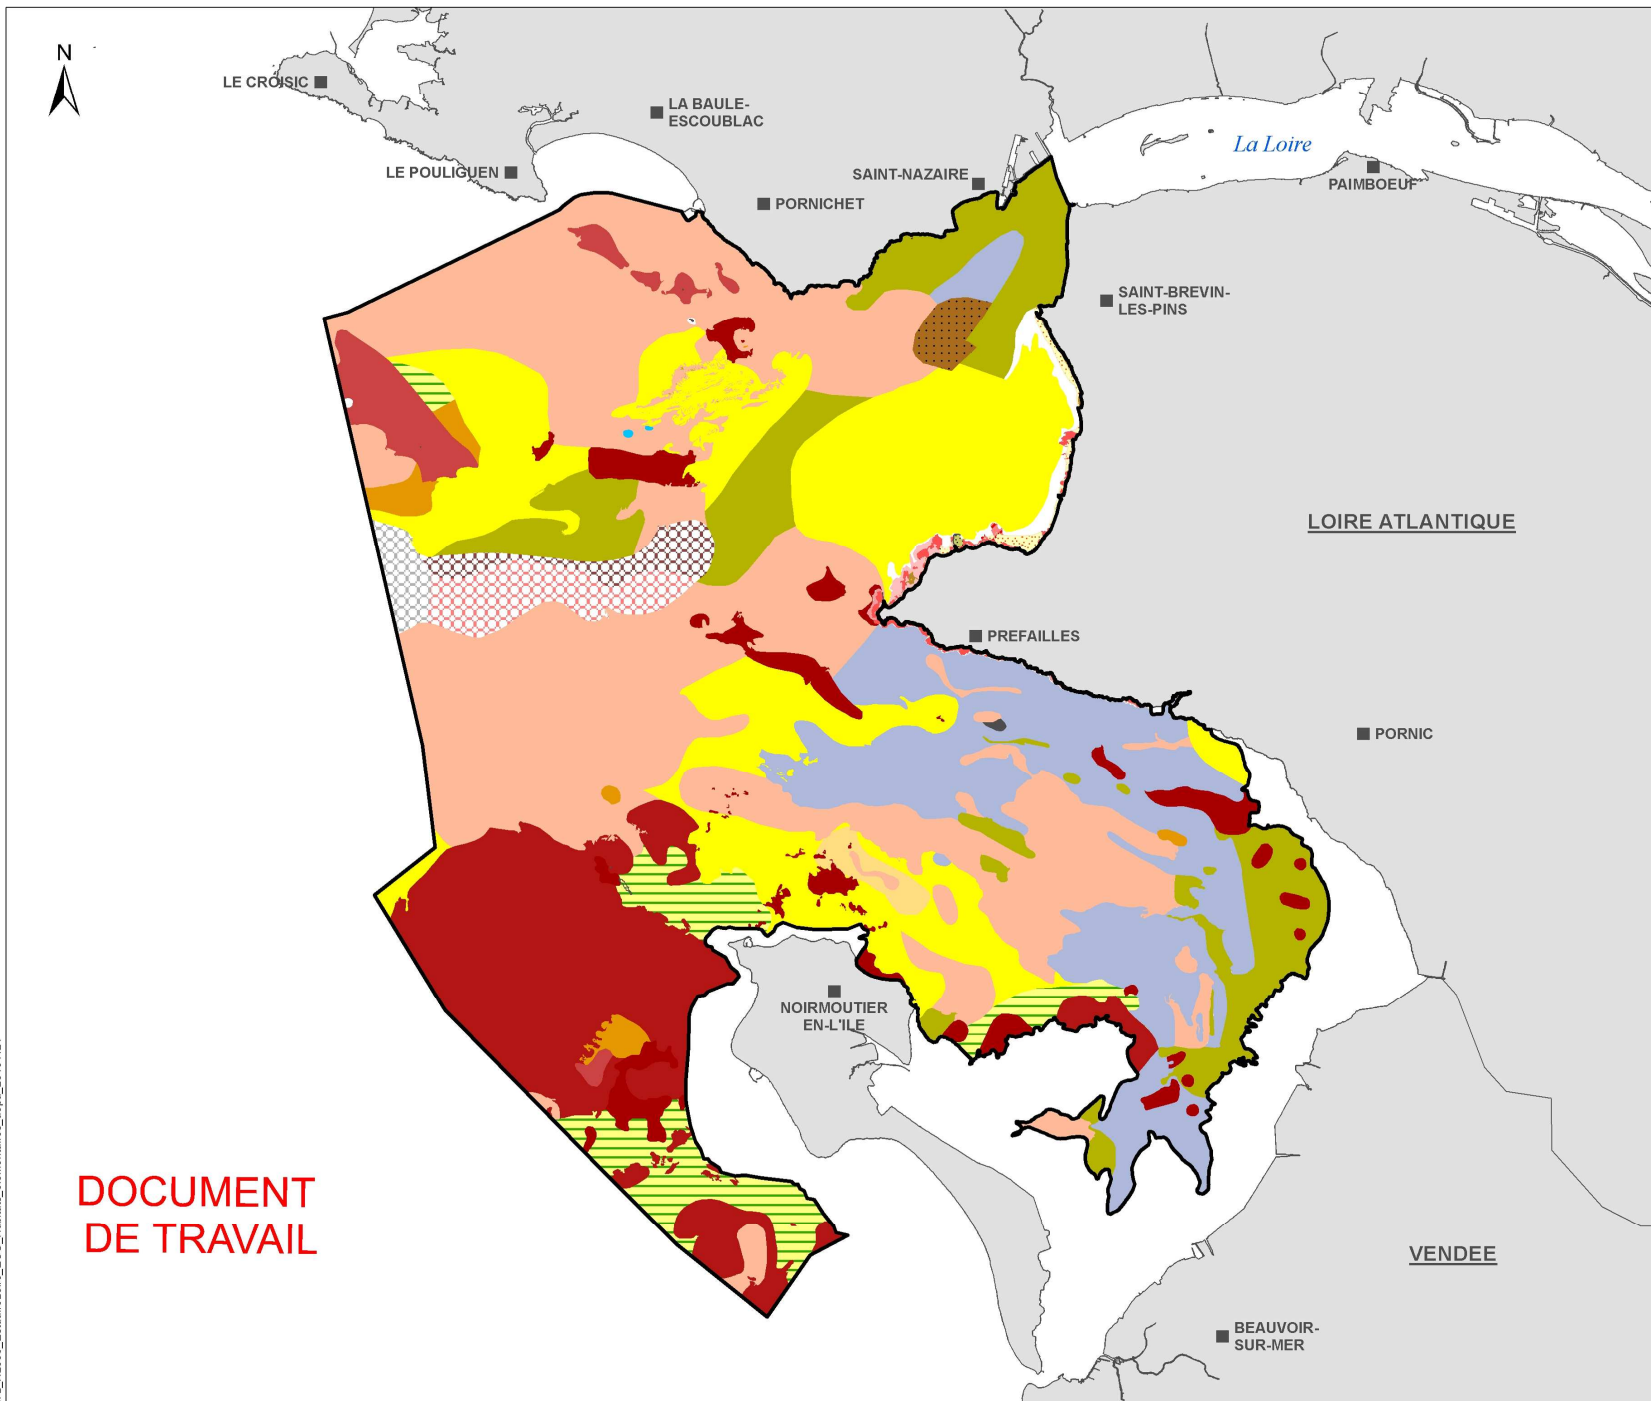 N
LE CROISIC
LA BAULE-
ESCOUBLAC
LE POULIGUEN
PORNICHET
SAINT-NAZAIRE
La Loire
PAIMBOEUF
SAINT-BREVIN-
LES-PINS
LOIRE ATLANTIQUE
PREFAILLES
PORNIC
NOIRMOUTIER
EN-L'ILE
DOCUMENT
DE TRAVAIL
VENDEE
BEAUVOIR-
SUR-MER